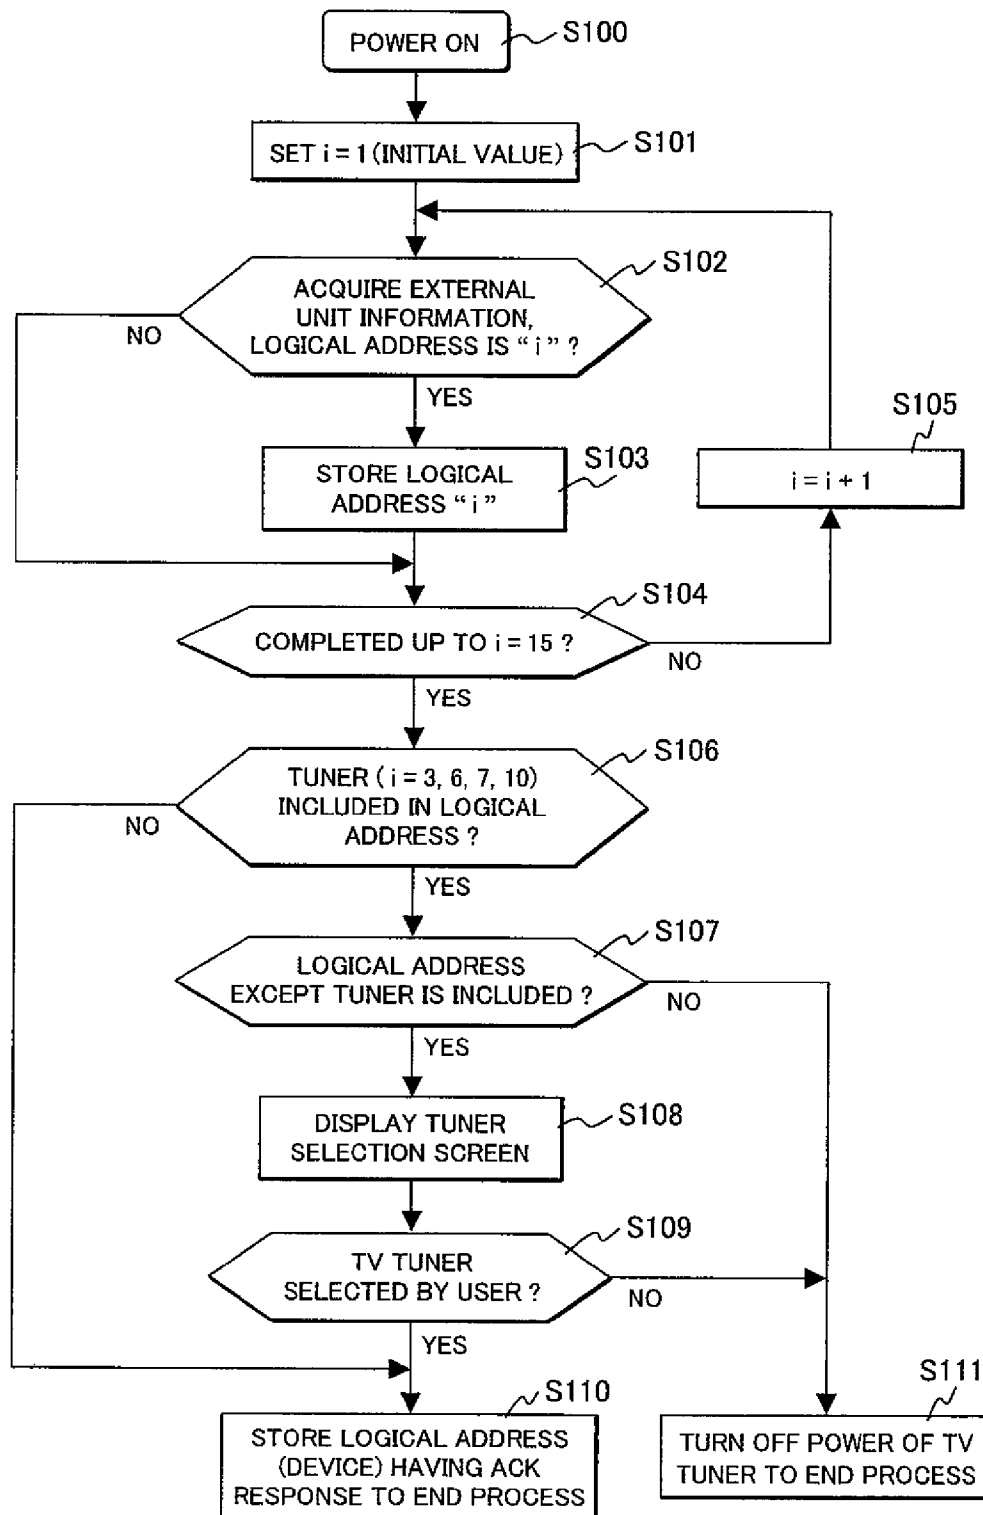 POWER ON
S100
SET i = 1 (INITIAL VALUE)
S101
ACQUIRE EXTERNAL
UNIT INFORMATION,
LOGICAL ADDRESS IS “ i ” ?
S102
NO
YES
STORE LOGICAL
ADDRESS “ i ”
S103
S105
i = i + 1
COMPLETED UP TO i = 15 ?
S104
NO
YES
TUNER ( i = 3, 6, 7, 10)
INCLUDED IN LOGICAL
ADDRESS ?
S106
NO
YES
LOGICAL ADDRESS
EXCEPT TUNER IS INCLUDED ?
S107
NO
YES
DISPLAY TUNER
SELECTION SCREEN
S108
TV TUNER
SELECTED BY USER ?
S109
NO
YES
S110
STORE LOGICAL ADDRESS
(DEVICE) HAVING ACK
RESPONSE TO END PROCESS
S111
TURN OFF POWER OF TV
TUNER TO END PROCESS